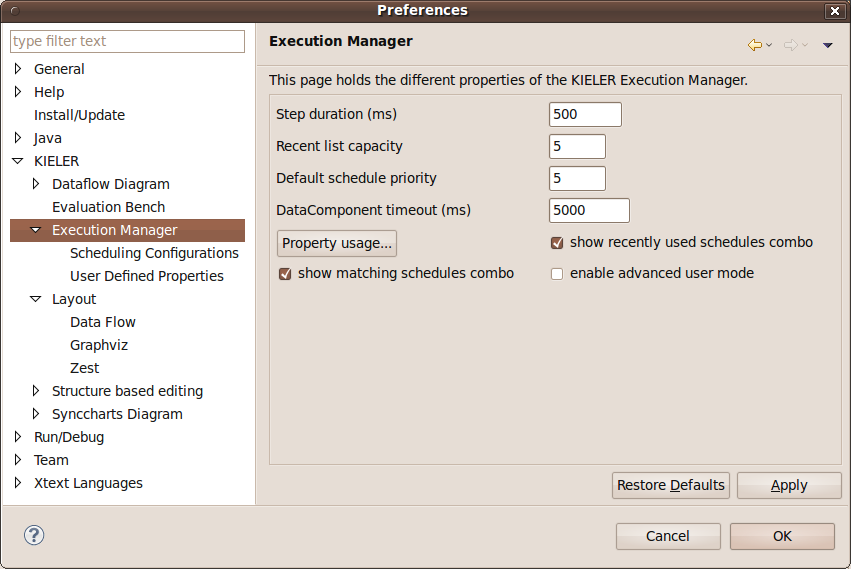 Preferences
type filter text
General
Help
Install/Update
Java
KIELER
Dataflow Diagram
Evaluation Bench
Execution Manager
Scheduling Configurations
User Defined Properties
Layout
Data Flow
Graphviz
Zest
Structure based editing
Synccharts Diagram
Run/Debug
Team
Xtext Languages
Execution Manager
This page holds the different properties of the KIELER Execution Manager.
Step duration (ms) 500
Recent list capacity 5
Default schedule priority 5
DataComponent timeout (ms) 5000
Property usage... show recently used schedules combo
show matching schedules combo enable advanced user mode
Restore Defaults Apply
? Cancel OK